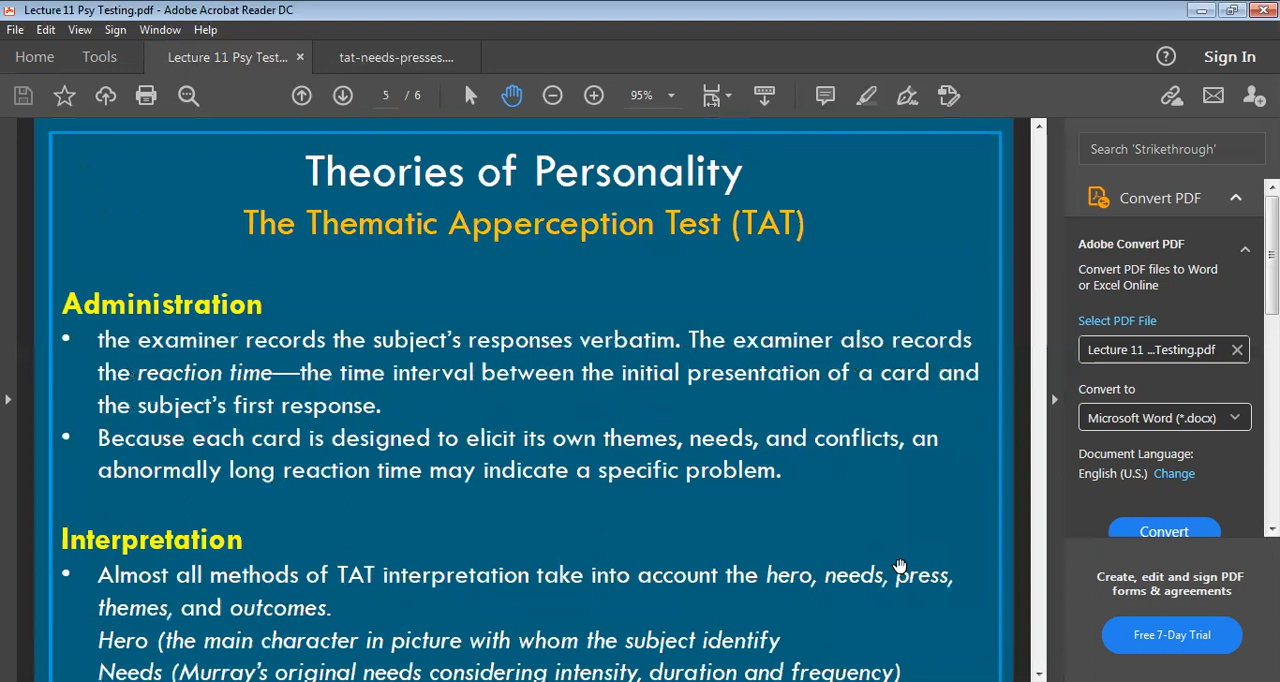 Lecture 11 Psy Testing.pdf - Adobe Acrobat Reader DC
File Edit View Sign Window Help
Home Tools Lecture 11 Psy Test... × tat-needs-presses.... Sign In
5 / 6 95%
Theories of Personality
The Thematic Apperception Test (TAT)
Administration
• the examiner records the subject's responses verbatim. The examiner also records
the reaction time—the time interval between the initial presentation of a card and
the subject's first response.
• Because each card is designed to elicit its own themes, needs, and conflicts, an
abnormally long reaction time may indicate a specific problem.
Interpretation
• Almost all methods of TAT interpretation take into account the hero, needs, press,
themes, and outcomes.
Hero (the main character in picture with whom the subject identify
Needs (Murray's original needs considering intensity, duration and frequency)
Search 'Strikethrough'
Convert PDF
Adobe Convert PDF
Convert PDF files to Word
or Excel Online
Select PDF File
Lecture 11 ...Testing.pdf
Convert to
Microsoft Word (*.docx)
Document Language:
English (U.S.) Change
Convert
Create, edit and sign PDF
forms & agreements
Free 7-Day Trial